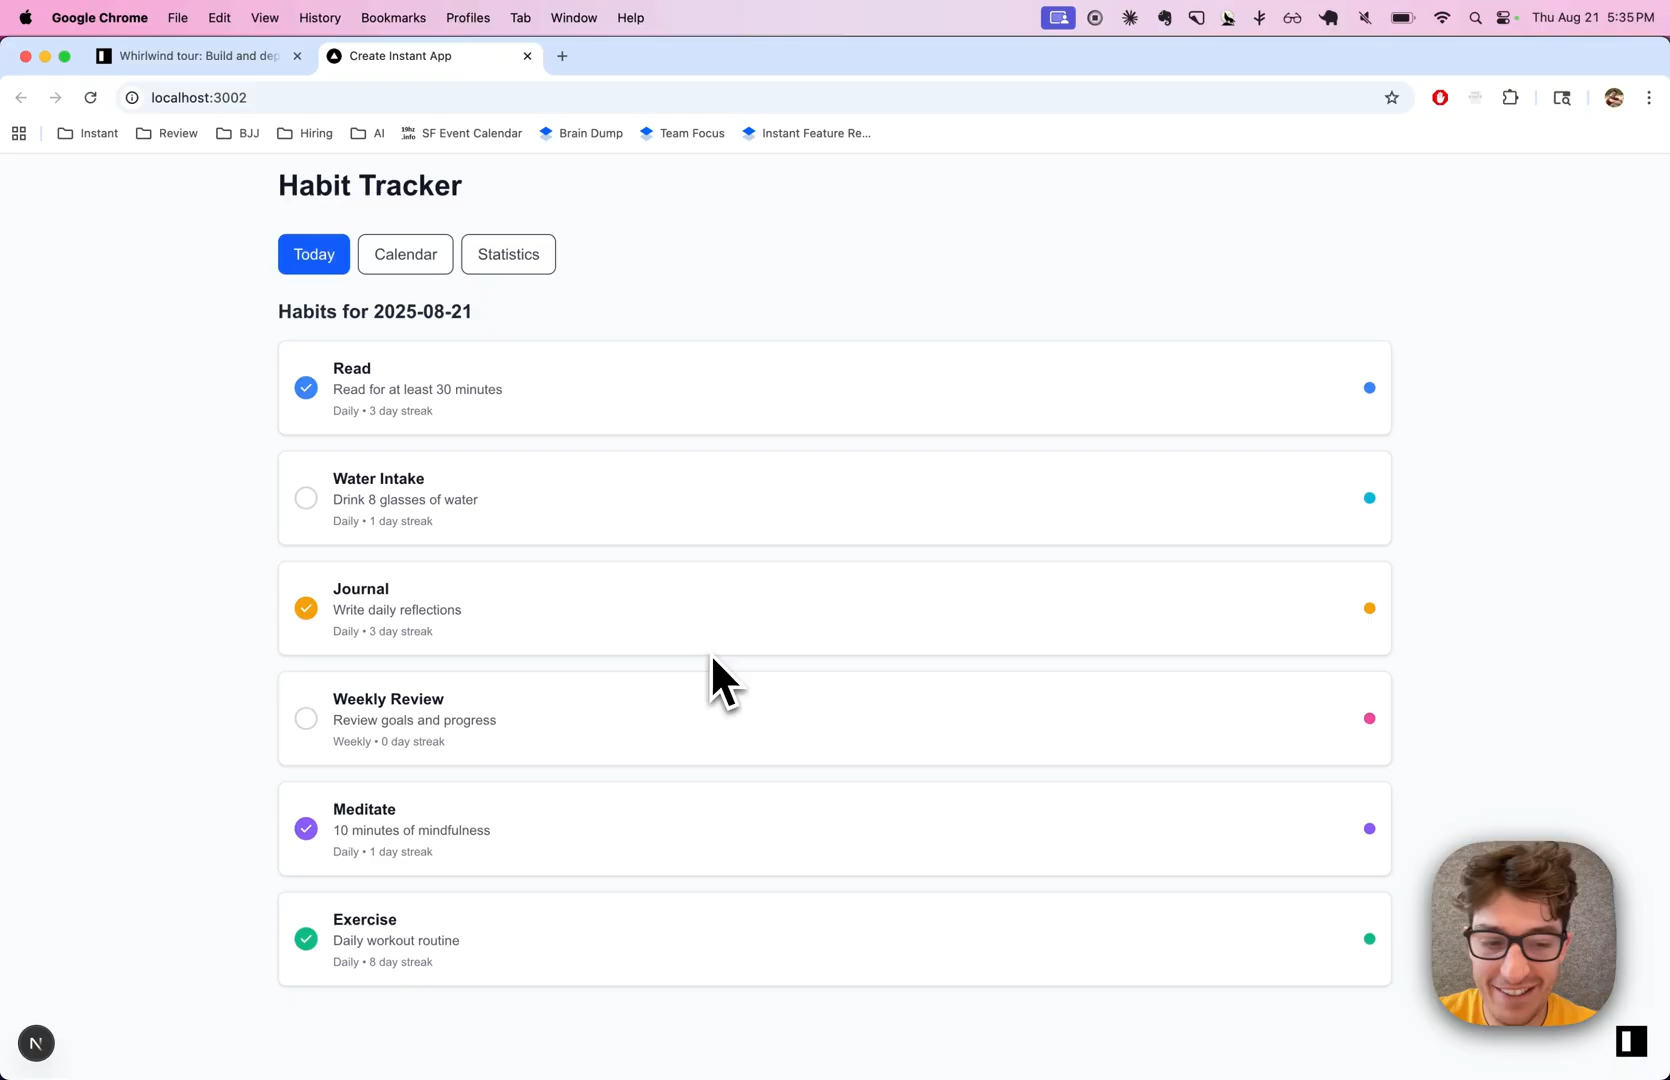 Google Chrome File Edit View History Bookmarks Profiles Tab Window Help Thu Aug 21 5:35 PM
Whirlwind tour: Build and dep Create Instant App
localhost:3002
Instant Review BJJ Hiring AI 19hz .info SF Event Calendar Brain Dump Team Focus Instant Feature Re...
Habit Tracker
Today Calendar Statistics
Habits for 2025-08-21
Read
Read for at least 30 minutes
Daily • 3 day streak
Water Intake
Drink 8 glasses of water
Daily • 1 day streak
Journal
Write daily reflections
Daily • 3 day streak
Weekly Review
Review goals and progress
Weekly • 0 day streak
Meditate
10 minutes of mindfulness
Daily • 1 day streak
Exercise
Daily workout routine
Daily • 8 day streak
N